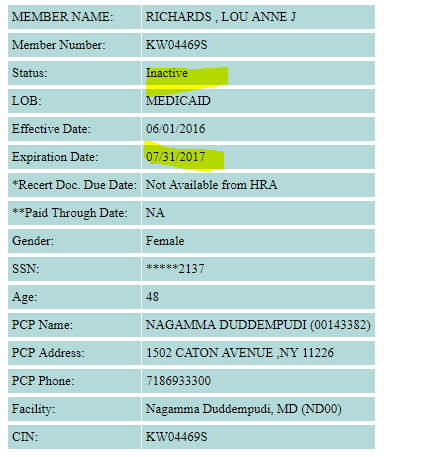 MEMBER NAME: RICHARDS , LOU ANNE J
Member Number: KW04469S
Status: Inactive
LOB: MEDICAID
Effective Date: 06/01/2016
Expiration Date: 07/31/2017
*Recert Doc. Due Date: Not Available from HRA
**Paid Through Date: NA
Gender: Female
SSN: *****2137
Age: 48
PCP Name: NAGAMMA DUDDEMPUDI (00143382)
PCP Address: 1502 CATON AVENUE ,NY 11226
PCP Phone: 7186933300
Facility: Nagamma Duddempudi, MD (ND00)
CIN: KW04469S